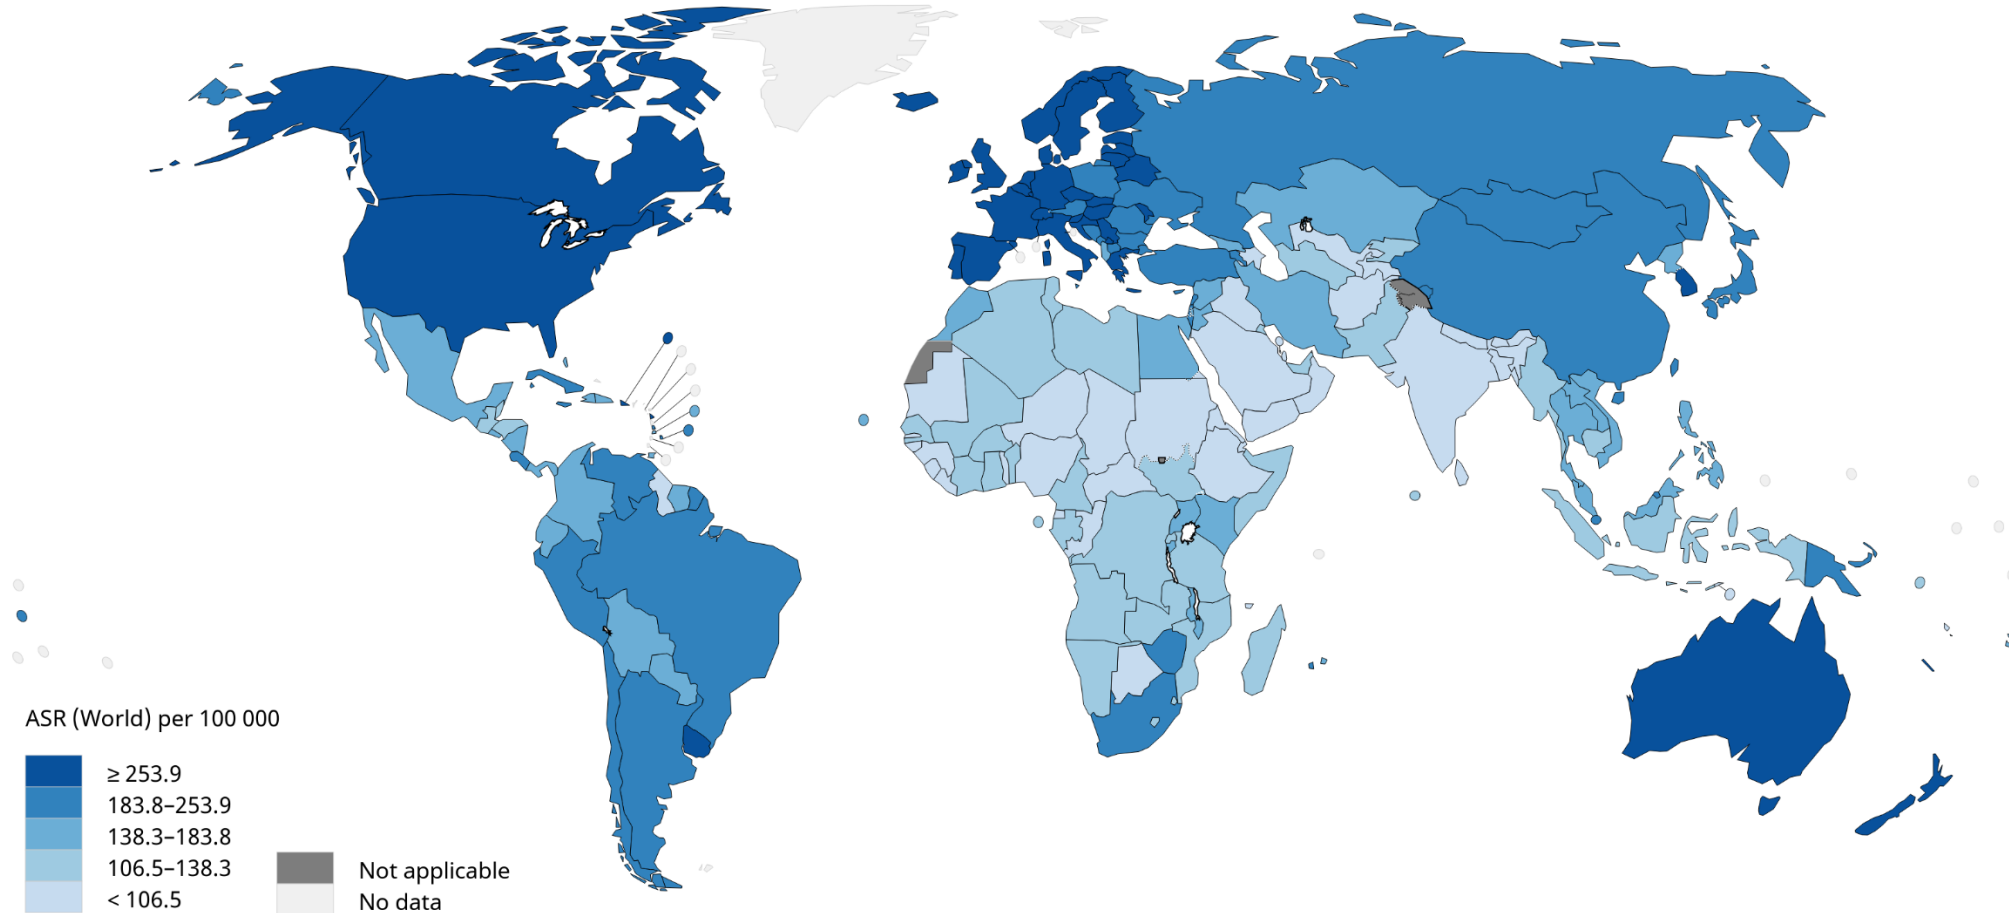 ASR (World) per 100 000
≥ 253.9
183.8–253.9
138.3–183.8
106.5–138.3
< 106.5
Not applicable
No data